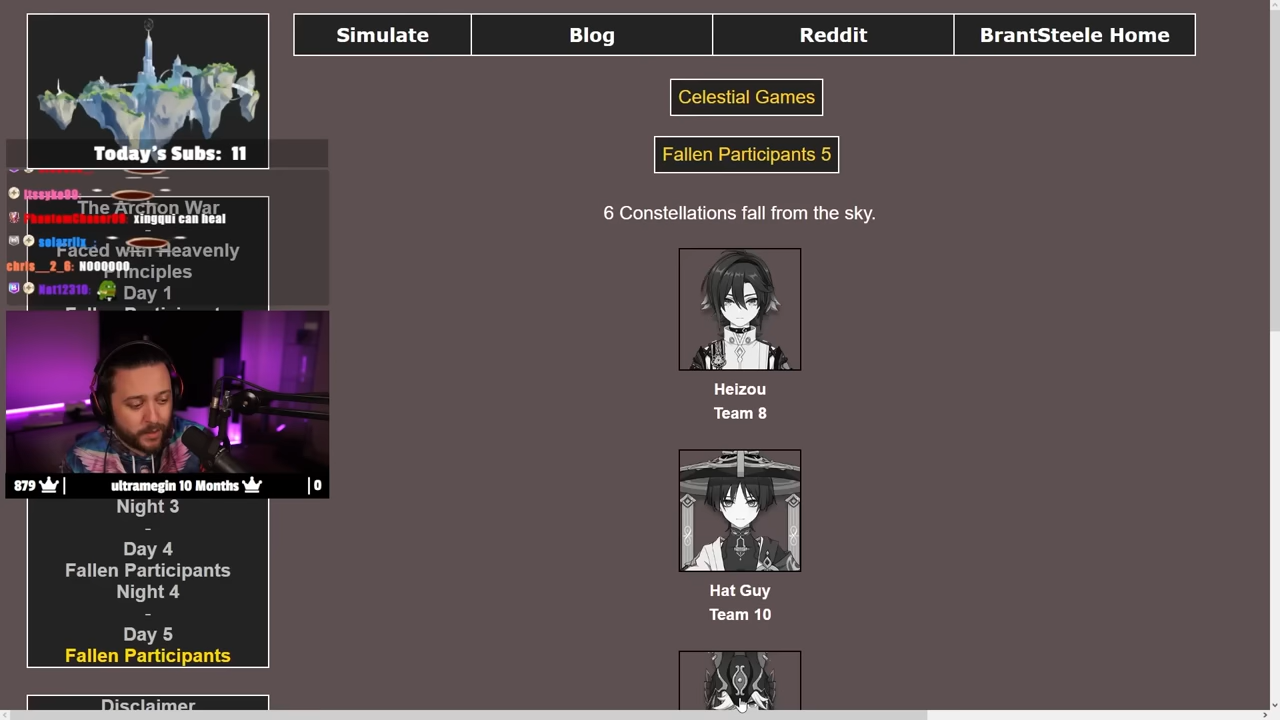 Simulate
Blog
Reddit
BrantSteele Home
Celestial Games
Fallen Participants 5
6 Constellations fall from the sky.
Heizou
Team 8
Hat Guy
Team 10
Today's Subs: 11
The Archon War
xingqui can heal
-
solarriix :
Faced with Heavenly
chris__2_6: NOOOOOO
Principles
Nat12310:
Day 1
879
ultramegin 10 Months
0
Night 3
-
Day 4
Fallen Participants
Night 4
-
Day 5
Fallen Participants
Disclaimer